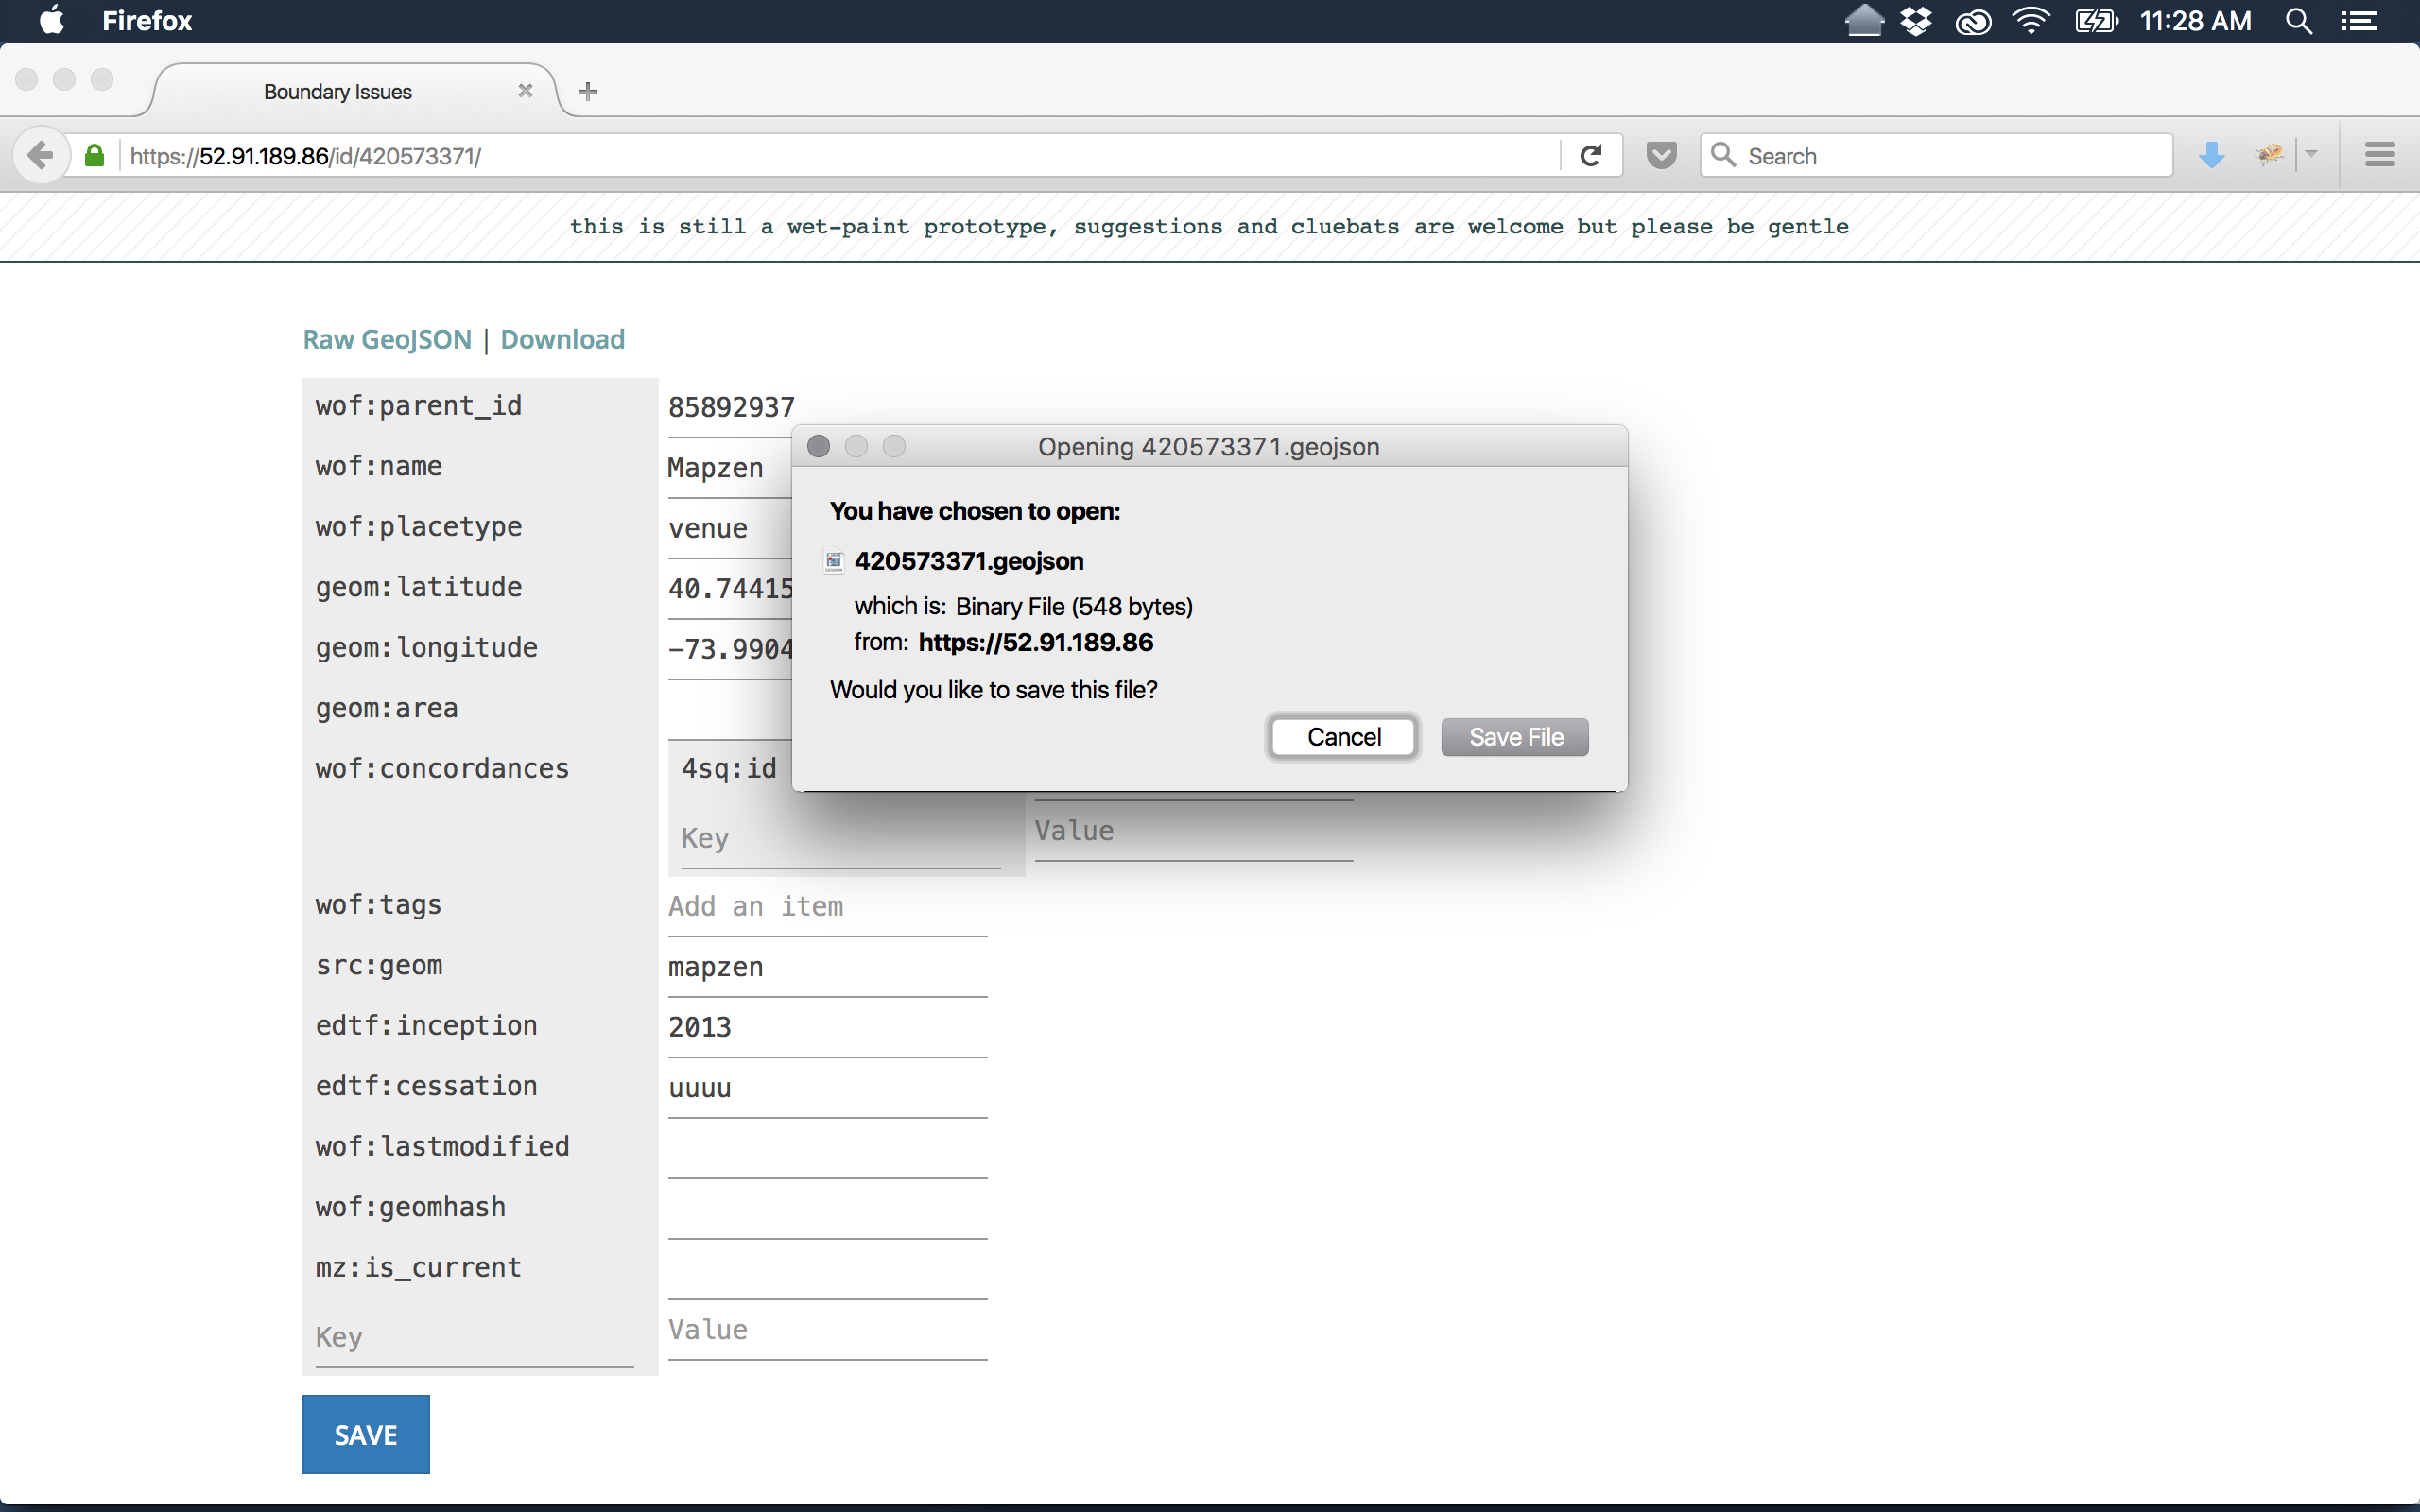 Firefox
11:28 AM
Boundary Issues
https://52.91.189.86/id/420573371/
Search
this is still a wet-paint prototype, suggestions and cluebats are welcome but please be gentle
Raw GeoJSON | Download
wof:parent_id 85892937
wof:name Mapzen
wof:placetype venue
geom:latitude 40.74415
geom:longitude -73.9904
geom:area
wof:concordances 4sq:id
Key Value
wof:tags Add an item
src:geom mapzen
edtf:inception 2013
edtf:cessation uuuu
wof:lastmodified
wof:geomhash
mz:is_current
Key Value
SAVE
Opening 420573371.geojson
You have chosen to open:
420573371.geojson
which is: Binary File (548 bytes)
from: https://52.91.189.86
Would you like to save this file?
Cancel Save File